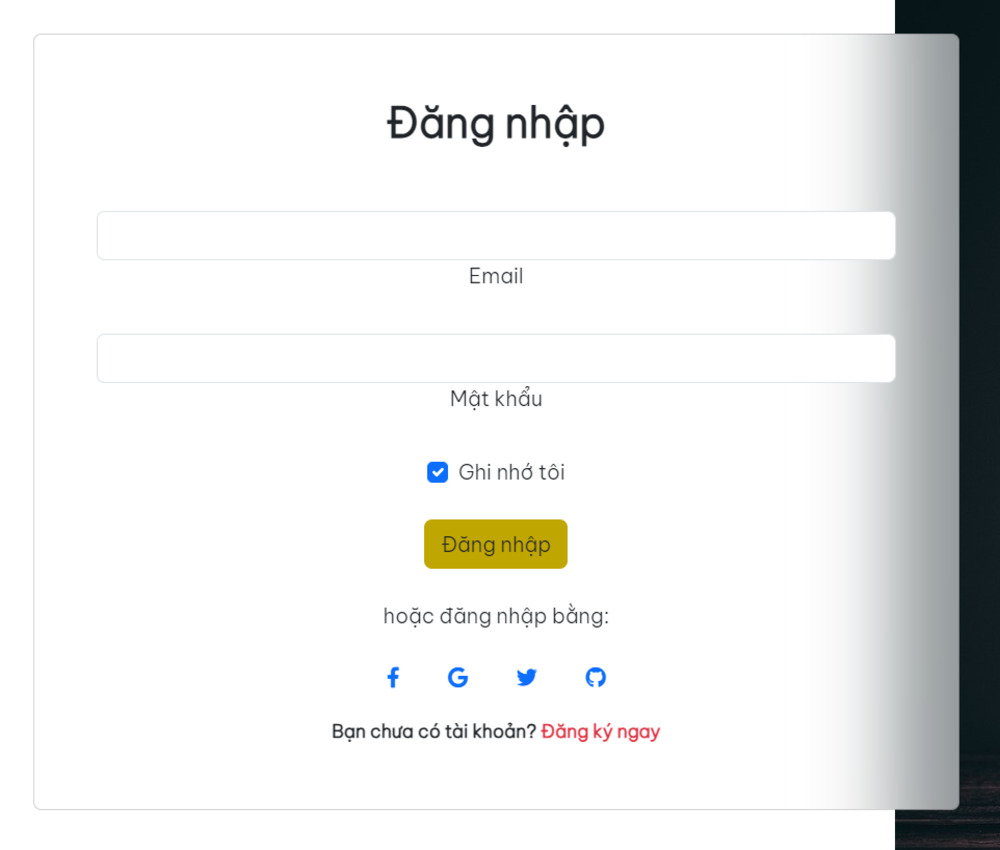 Đăng nhập
Email
Mật khẩu
Ghi nhớ tôi
Đăng nhập
hoặc đăng nhập bằng:
Bạn chưa có tài khoản? Đăng ký ngay